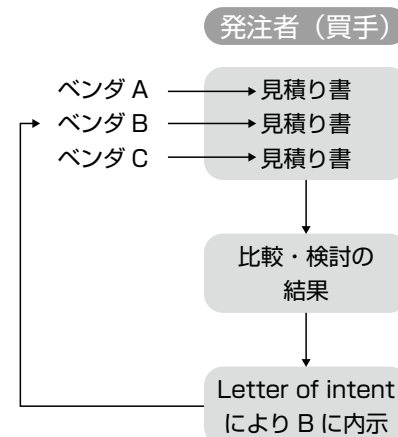 発注者（買手）
ベンダ A 見積り書
ベンダ B 見積り書
ベンダ C 見積り書
比較・検討の
結果
Letter of intent
により B に内示